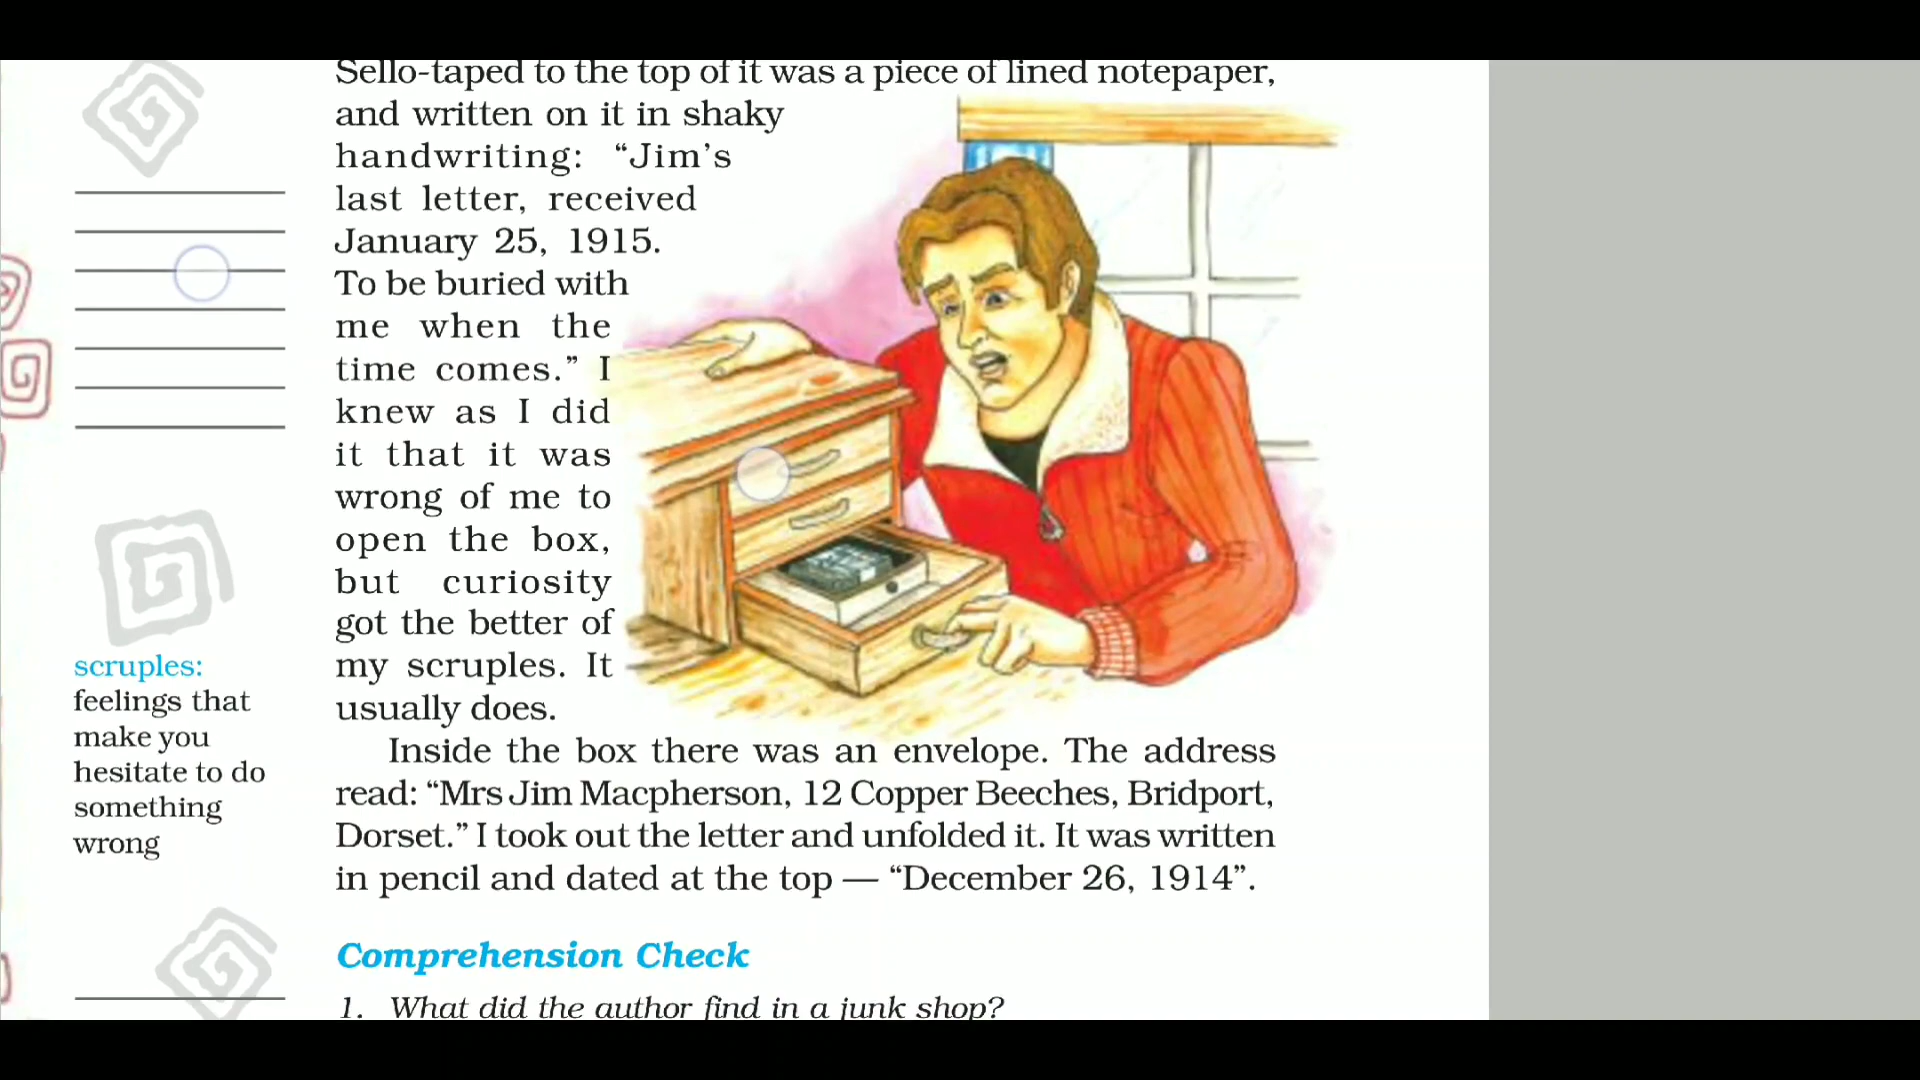 Sello-taped to the top of it was a piece of lined notepaper,
and written on it in shaky
handwriting: “Jim’s
last letter, received
January 25, 1915.
To be buried with
me when the
time comes.” I
knew as I did
it that it was
wrong of me to
open the box,
but curiosity
got the better of
my scruples. It
usually does.
scruples:
feelings that
make you
hesitate to do
something
wrong
Inside the box there was an envelope. The address
read: “Mrs Jim Macpherson, 12 Copper Beeches, Bridport,
Dorset.” I took out the letter and unfolded it. It was written
in pencil and dated at the top — “December 26, 1914”.
Comprehension Check
1. What did the author find in a junk shop?